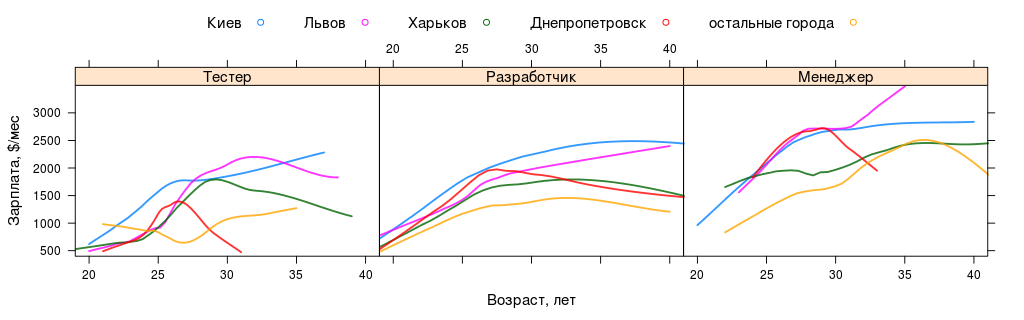 Киев Львов Харьков Днепропетровск остальные города
20 25 30 35 40
Тестер Разработчик Менеджер
3000
2500
2000
1500
1000
500
Зарплата, $/мес
20 25 30 35 40 20 25 30 35 40
Возраст, лет